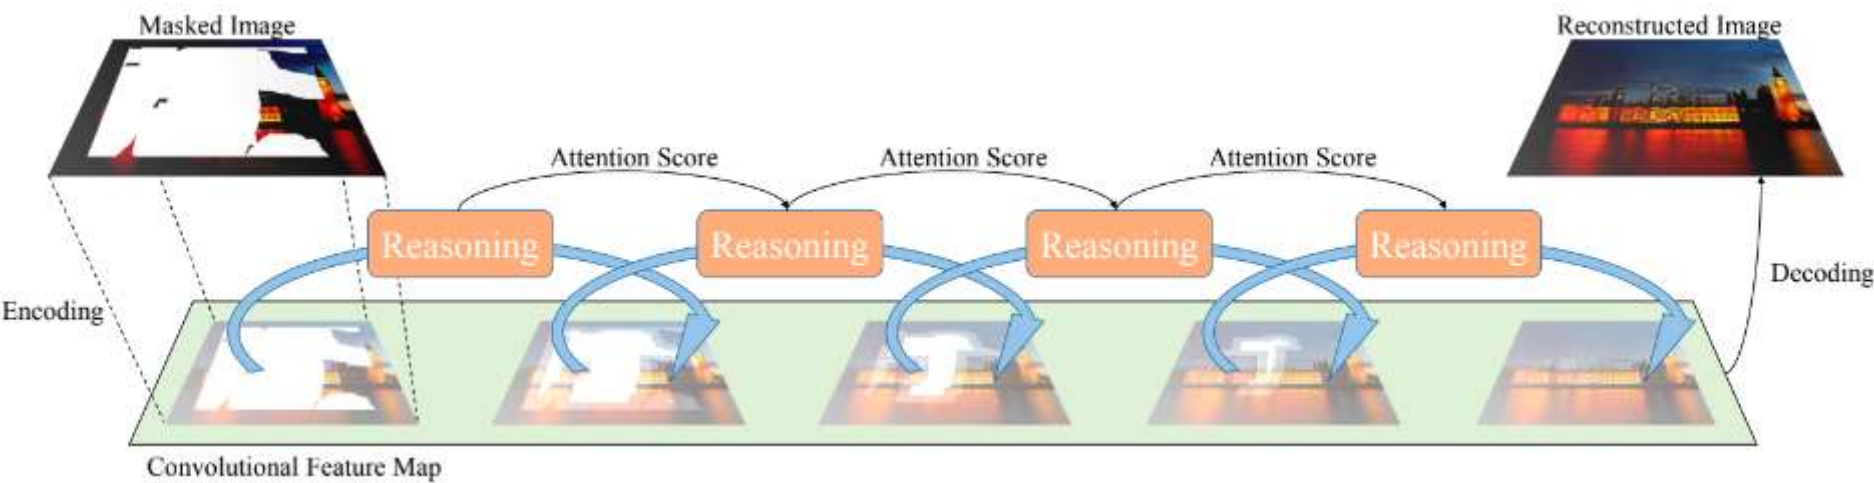 Masked Image
Reconstructed Image
Attention Score
Attention Score
Attention Score
Reasoning
Reasoning
Reasoning
Reasoning
Encoding
Decoding
Convolutional Feature Map